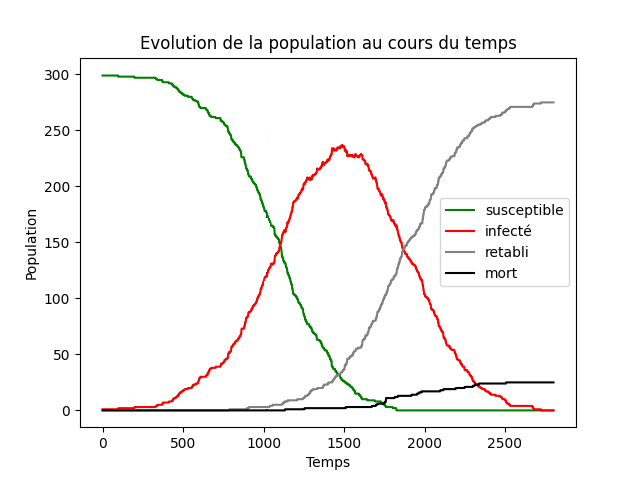 Evolution de la population au cours du temps
300
250
200
150
100
50
0
Population
susceptible
infecté
retabli
mort
0 500 1000 1500 2000 2500
Temps